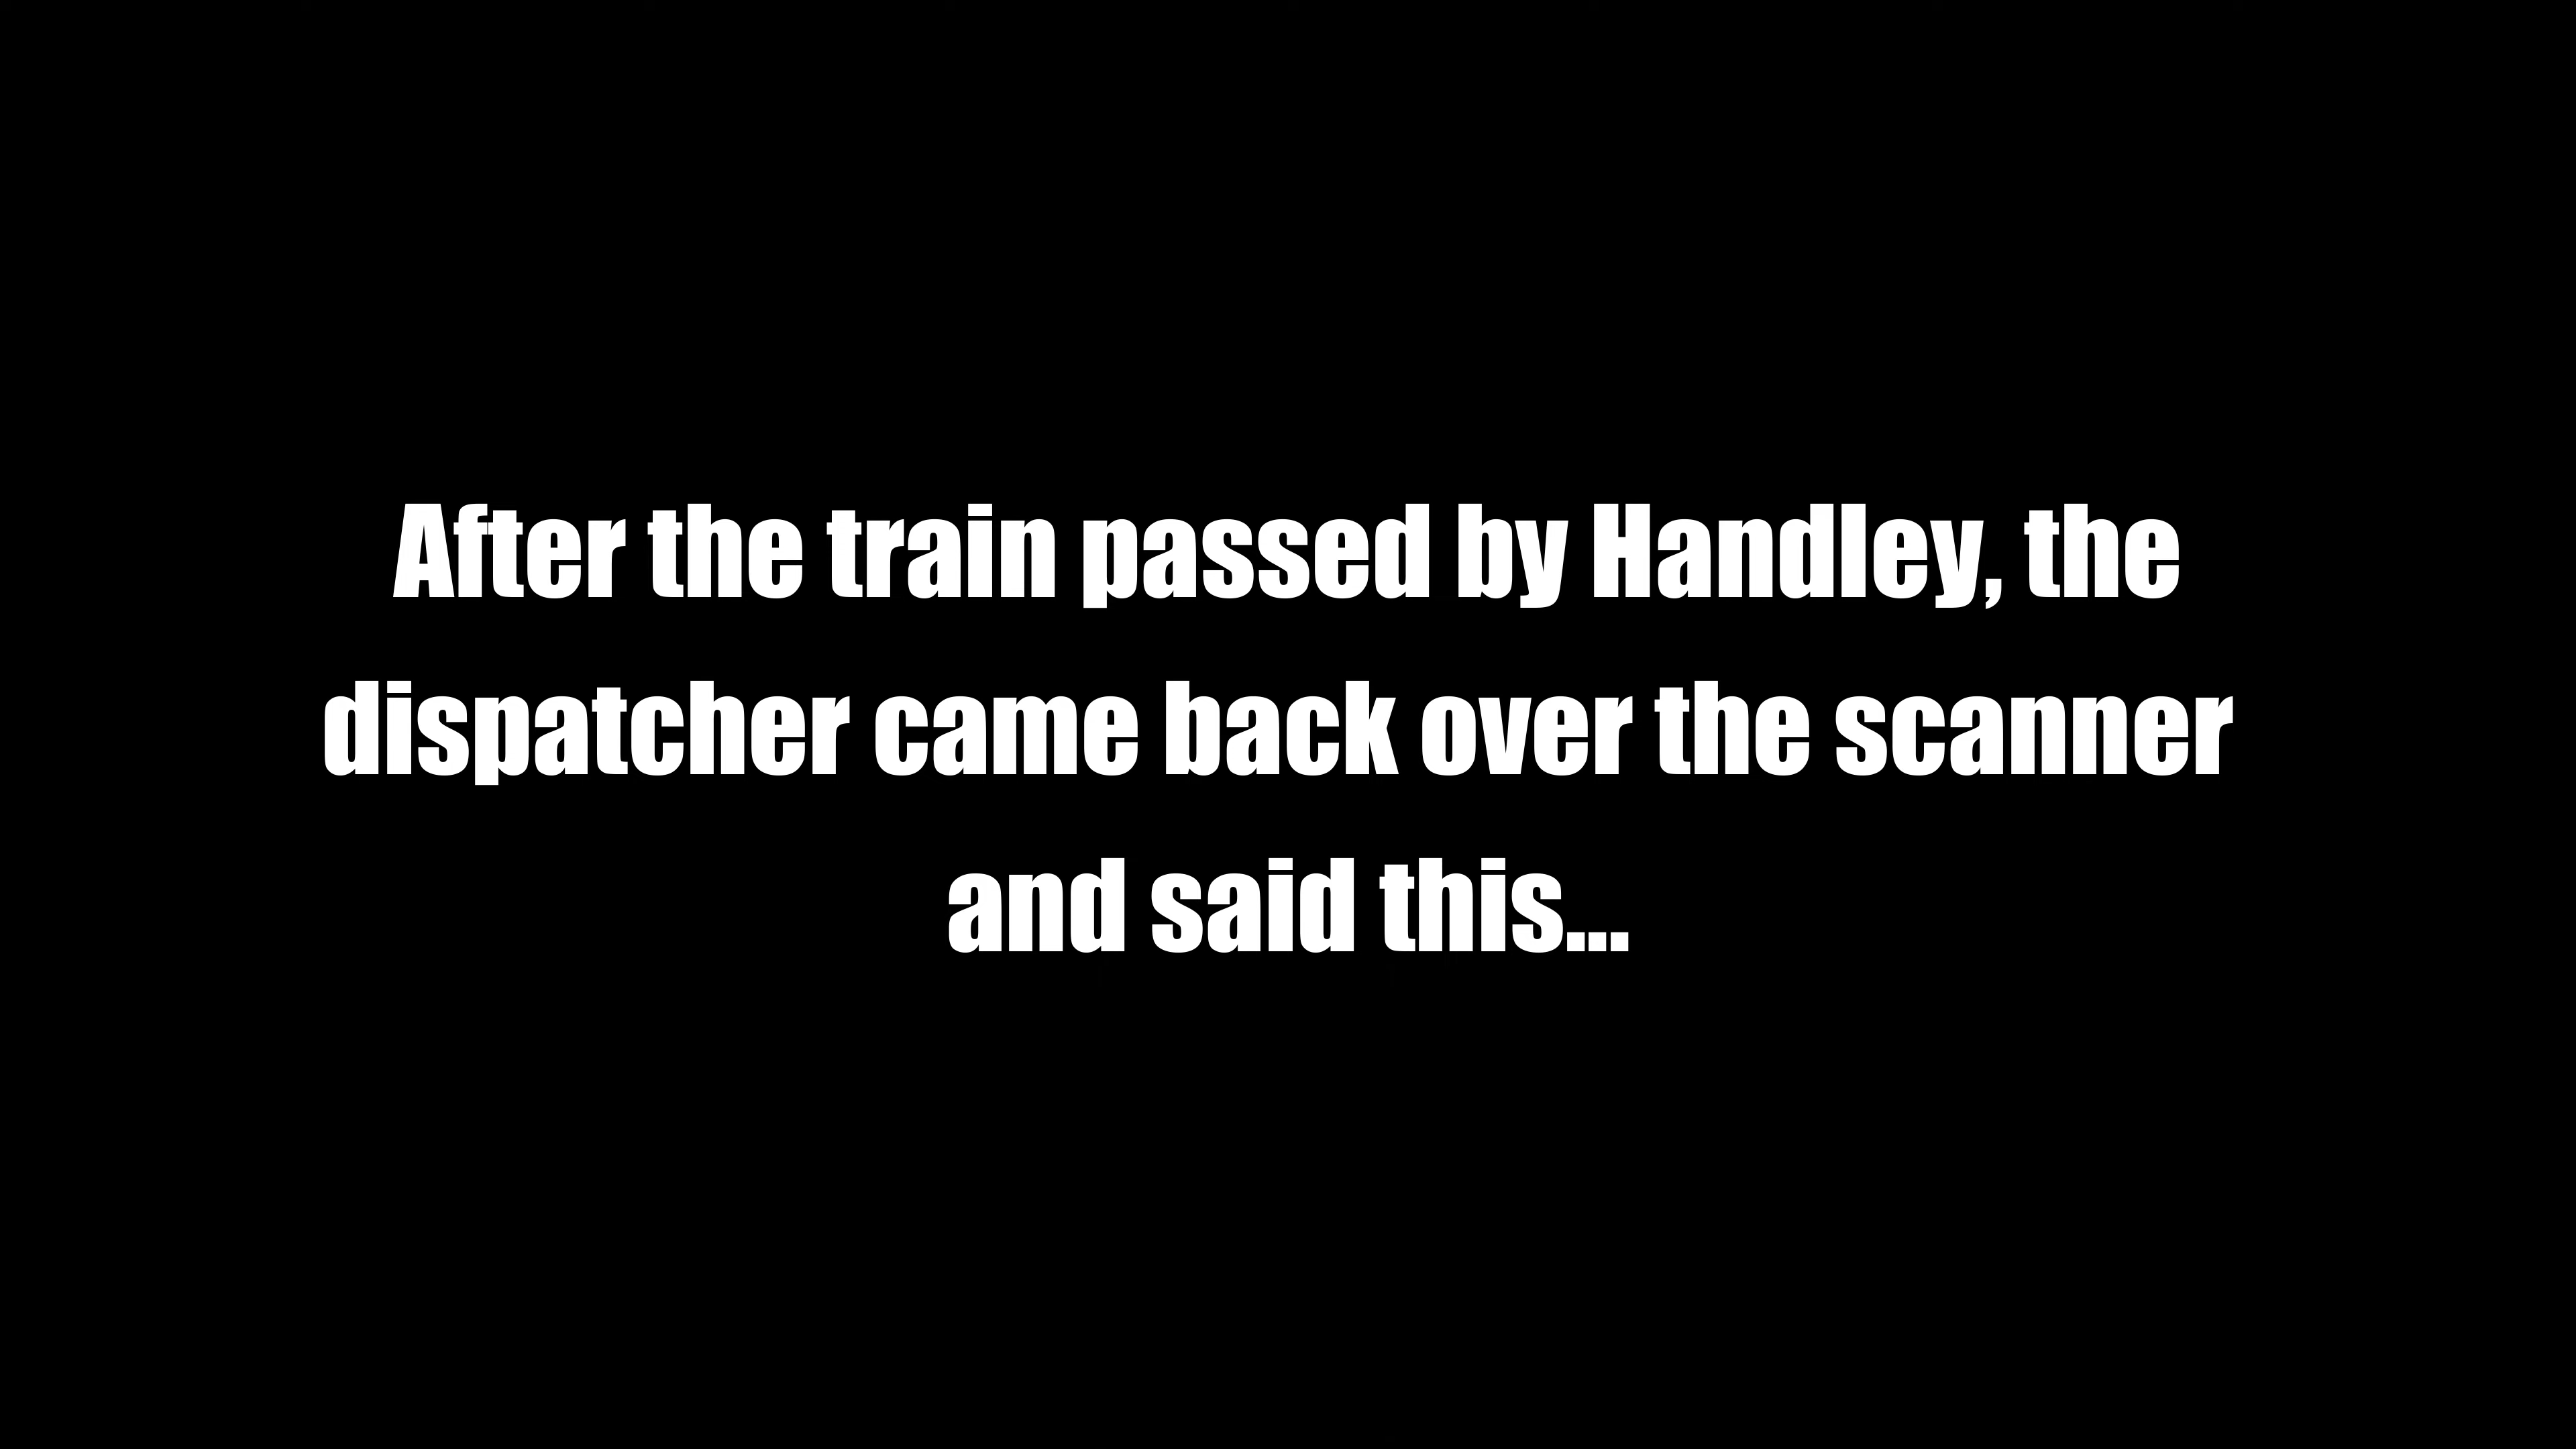 After the train passed by Handley, the
dispatcher came back over the scanner
and said this...